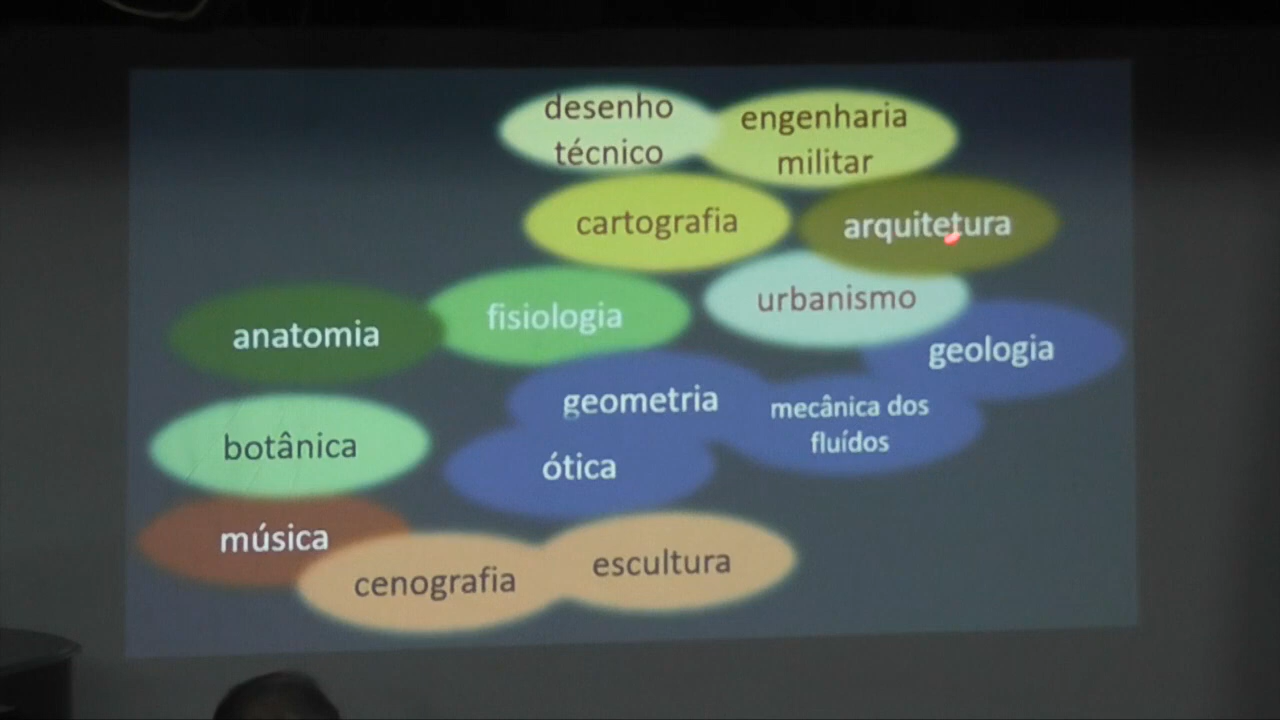 desenho
técnico
engenharia
militar
cartografia
arquitetura
fisiologia
urbanismo
anatomia
geologia
geometria
mecânica dos
fluídos
botânica
ótica
música
cenografia
escultura